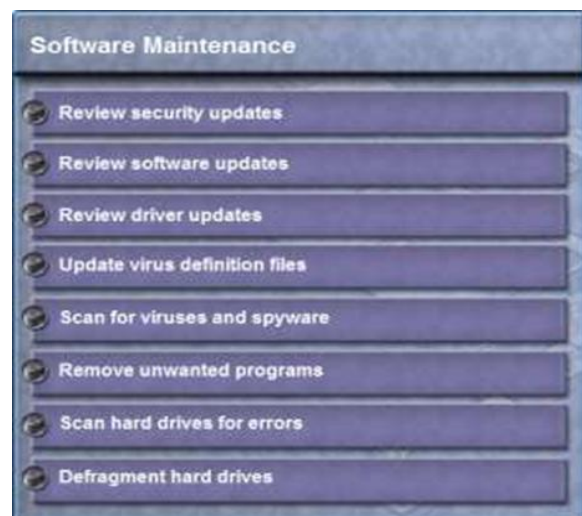 Software Maintenance
Review security updates
Review software updates
Review driver updates
Update virus definition files
Scan for viruses and spyware
Remove unwanted programs
Scan hard drives for errors
Defragment hard drives